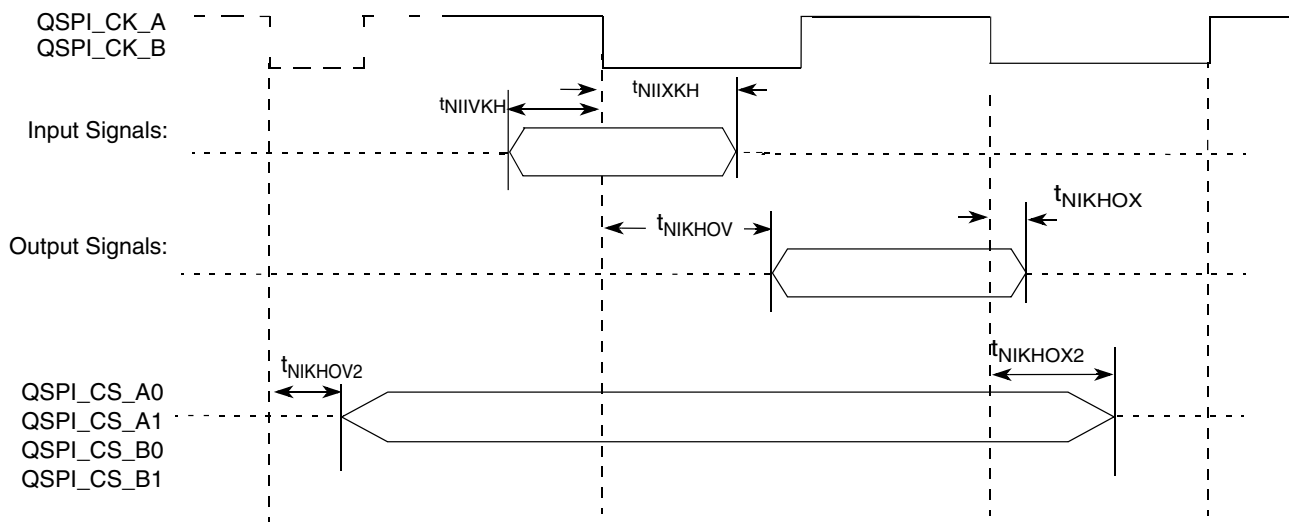 QSPI_CK_A
QSPI_CK_B
tNIIVKH
tNIIXKH
Input Signals:
tNIKHOX
tNIKHOV
Output Signals:
tNIKHOV2
tNIKHOX2
QSPI_CS_A0
QSPI_CS_A1
QSPI_CS_B0
QSPI_CS_B1